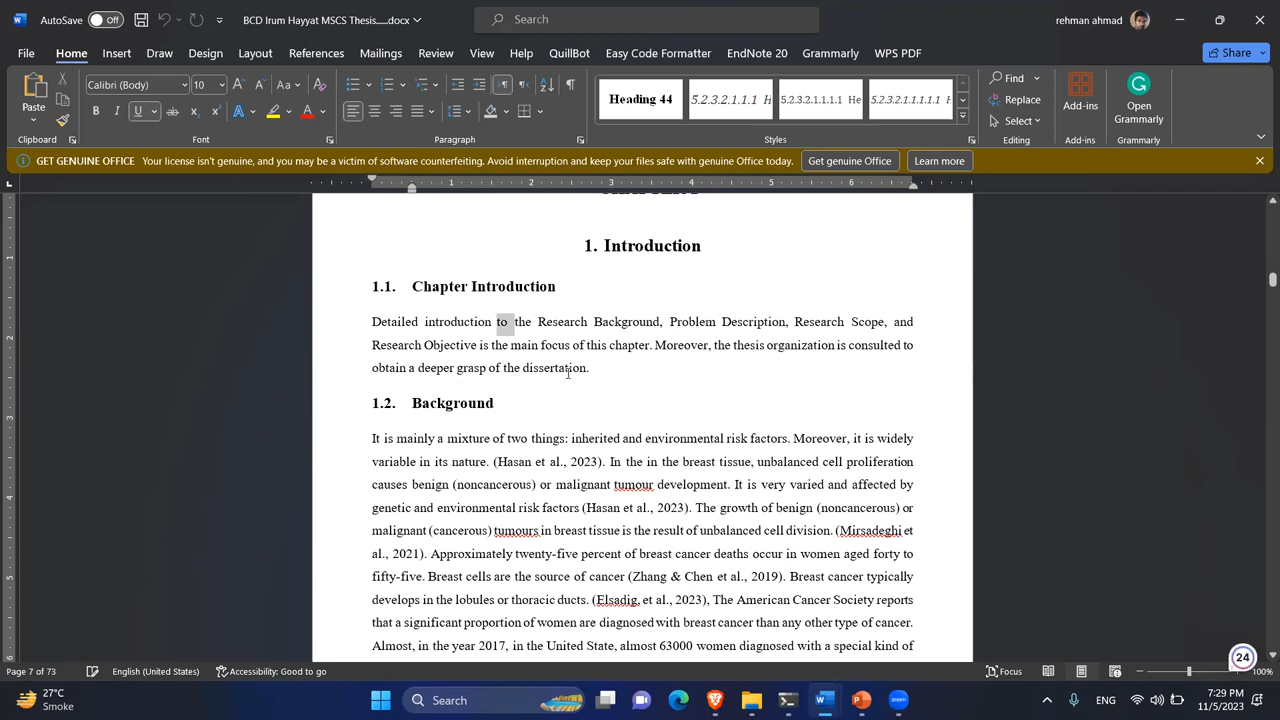 AutoSave Off BCD Irum Hayyat MSCS Thesis.....docx Search rehman ahmad
File Home Insert Draw Design Layout References Mailings Review View Help QuillBot Easy Code Formatter EndNote 20 Grammarly WPS PDF Share
Calibri (Body) 10 Heading 44 5.2.3.2.1.1.1 H 5.2.3.2.1.1.1.1 He 5.2.3.2.1.1.1.1.1 H
Find
Replace
Select
Paste Add-ins Open Grammarly
Clipboard Font Paragraph Styles Editing Add-ins Grammarly
GET GENUINE OFFICE Your license isn't genuine, and you may be a victim of software counterfeiting. Avoid interruption and keep your files safe with genuine Office today. Get genuine Office Learn more
1 2 3 4 5 6
1. Introduction
1.1. Chapter Introduction
Detailed introduction to the Research Background, Problem Description, Research Scope, and
Research Objective is the main focus of this chapter. Moreover, the thesis organization is consulted to
obtain a deeper grasp of the dissertation.
1.2. Background
It is mainly a mixture of two things: inherited and environmental risk factors. Moreover, it is widely
variable in its nature. (Hasan et al., 2023). In the in the breast tissue, unbalanced cell proliferation
causes benign (noncancerous) or malignant tumour development. It is very varied and affected by
genetic and environmental risk factors (Hasan et al., 2023). The growth of benign (noncancerous) or
malignant (cancerous) tumours in breast tissue is the result of unbalanced cell division. (Mirsadeghi et
al., 2021). Approximately twenty-five percent of breast cancer deaths occur in women aged forty to
fifty-five. Breast cells are the source of cancer (Zhang & Chen et al., 2019). Breast cancer typically
develops in the lobules or thoracic ducts. (Elsadig, et al., 2023), The American Cancer Society reports
that a significant proportion of women are diagnosed with breast cancer than any other type of cancer.
Almost, in the year 2017, in the United State, almost 63000 women diagnosed with a special kind of
24
Page 7 of 73 English (United States) Accessibility: Good to go Focus 100%
27°C
Smoke
Search
ENG 7:29 PM
11/5/2023